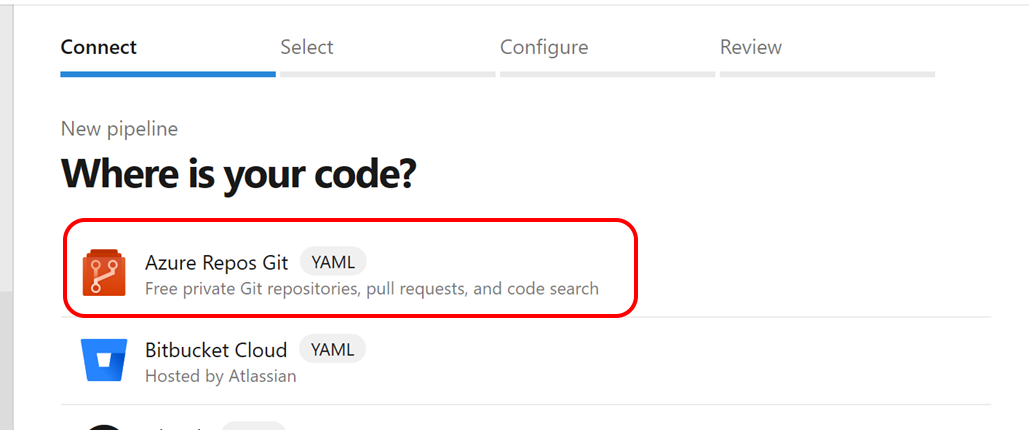 Connect Select Configure Review
New pipeline
Where is your code?
Azure Repos Git YAML
Free private Git repositories, pull requests, and code search
Bitbucket Cloud YAML
Hosted by Atlassian